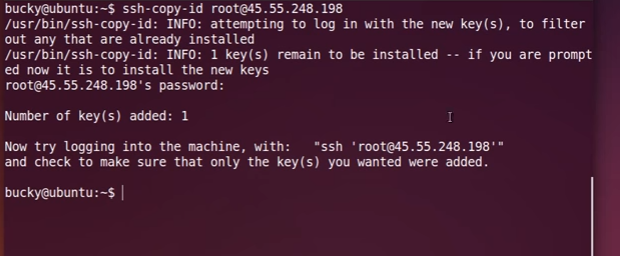 bucky@ubuntu:~$ ssh-copy-id root@45.55.248.198
/usr/bin/ssh-copy-id: INFO: attempting to log in with the new key(s), to filter
out any that are already installed
/usr/bin/ssh-copy-id: INFO: 1 key(s) remain to be installed -- if you are prompt
ed now it is to install the new keys
root@45.55.248.198's password:
Number of key(s) added: 1
Now try logging into the machine, with:   "ssh 'root@45.55.248.198'"
and check to make sure that only the key(s) you wanted were added.
bucky@ubuntu:~$